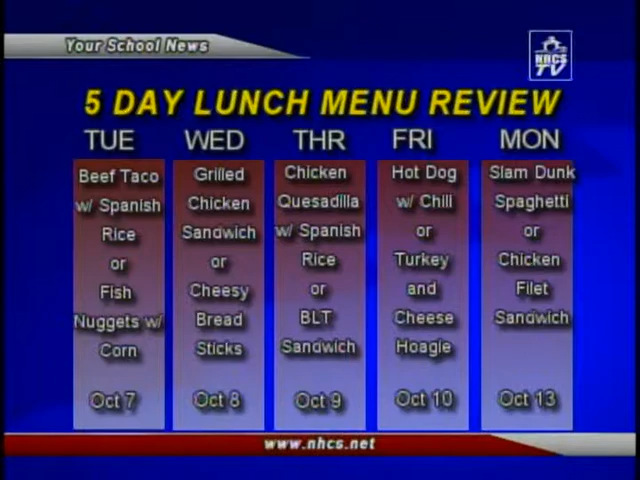 Your School News
NHCS
TV
5 DAY LUNCH MENU REVIEW
TUE
Beef Taco
w/ Spanish
Rice
or
Fish
Nuggets w/
Corn
Oct 7
WED
Grilled
Chicken
Sandwich
or
Cheesy
Bread
Sticks
Oct 8
THR
Chicken
Quesadilla
w/ Spanish
Rice
or
BLT
Sandwich
Oct 9
FRI
Hot Dog
w/ Chili
or
Turkey
and
Cheese
Hoagie
Oct 10
MON
Slam Dunk
Spaghetti
or
Chicken
Filet
Sandwich
Oct 13
www.nhcs.net